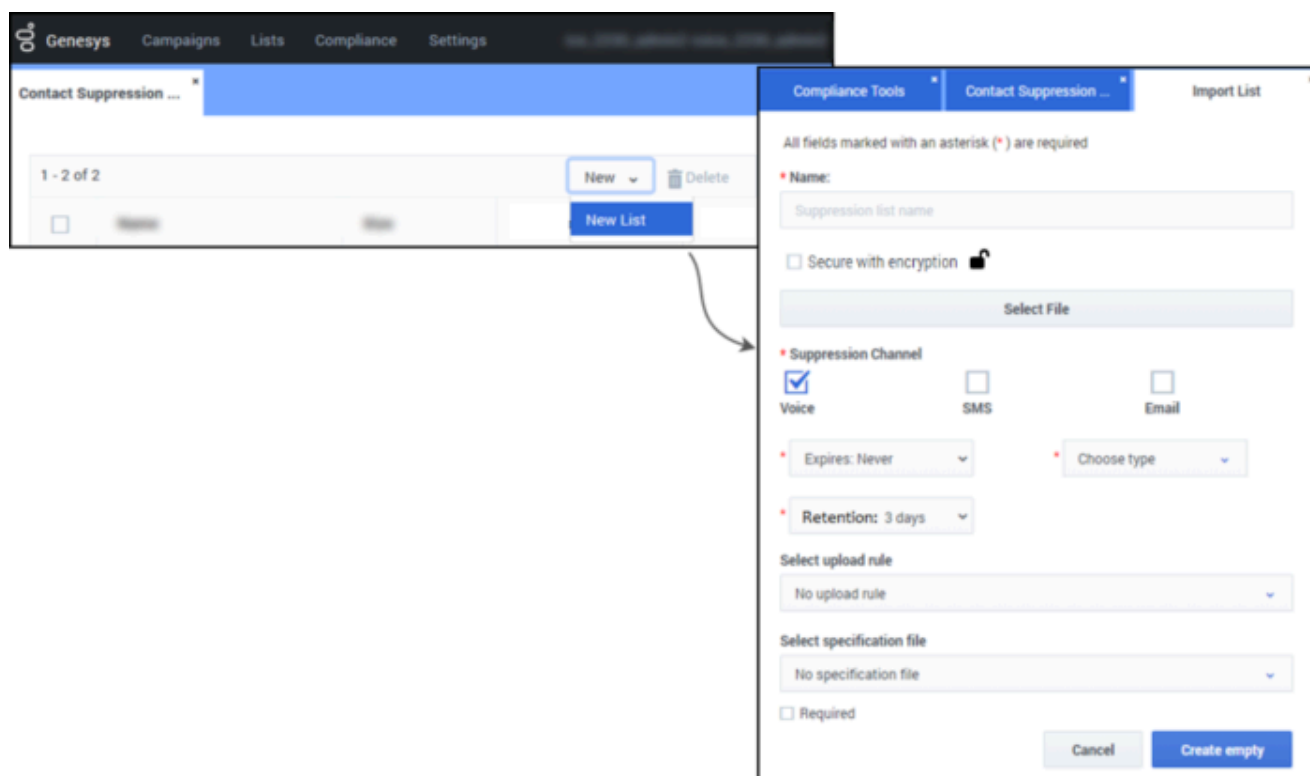 Genesys Campaigns Lists Compliance Settings
Contact Suppression ... ×
1 - 2 of 2 New Delete
New List
Compliance Tools × Contact Suppression ... × Import List
All fields marked with an asterisk (*) are required
* Name:
Suppression list name
Secure with encryption
Select File
* Suppression Channel
Voice SMS Email
* Expires: Never * Choose type
* Retention: 3 days
Select upload rule
No upload rule
Select specification file
No specification file
Required
Cancel Create empty